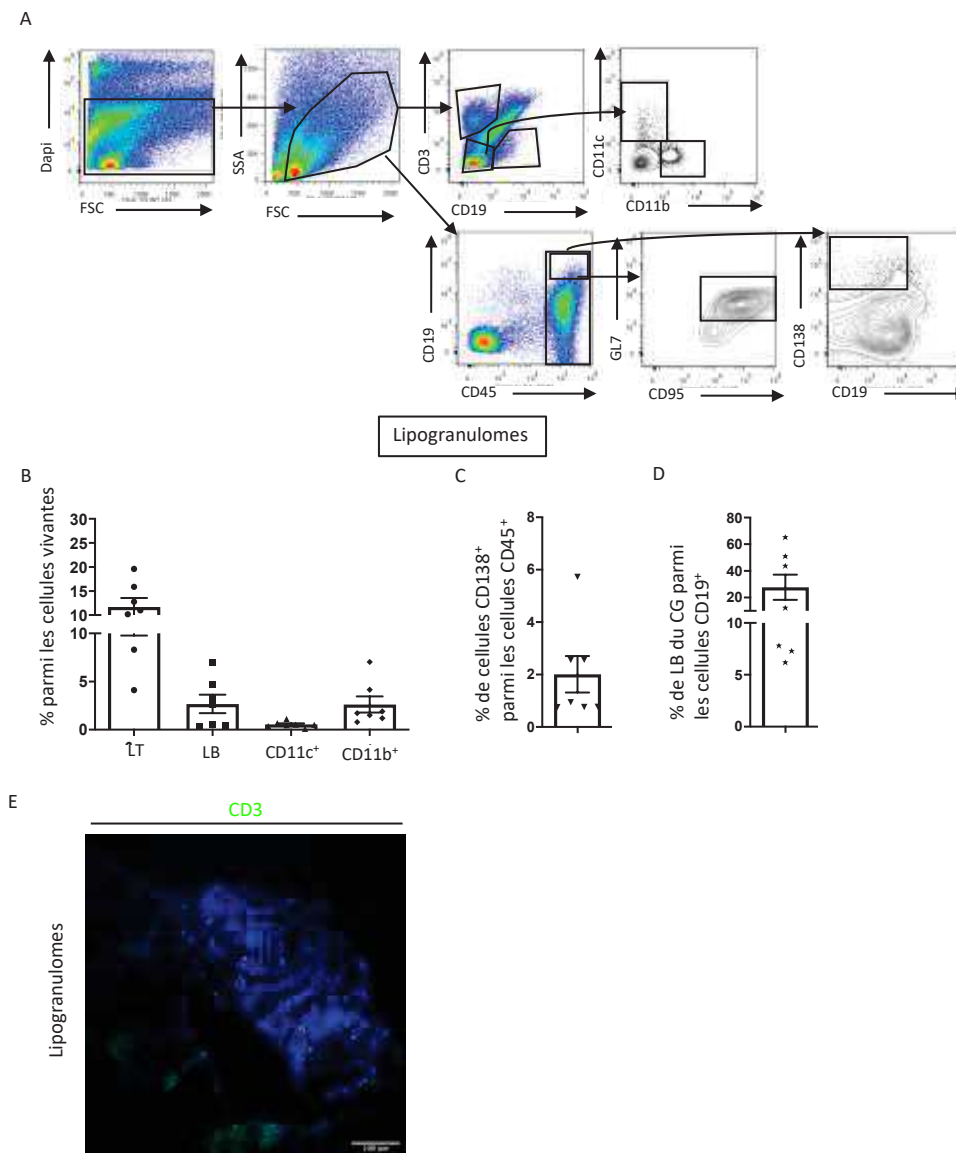 A
Dapi
FSC
SSA
FSC
CD3
CD19
CD11c
CD11b
CD19
CD45
GL7
CD95
CD138
CD19
Lipogranulomes
B
% parmi les cellules vivantes
30
25
20
15
10
10
5
0
LT
LB
CD11c⁺
CD11b⁺
C
% de cellules CD138⁺
parmi les cellules CD45⁺
8
6
4
2
0
D
% de LB du CG parmi
les cellules CD19⁺
80
60
40
20
10
5
0
E
CD3
Lipogranulomes